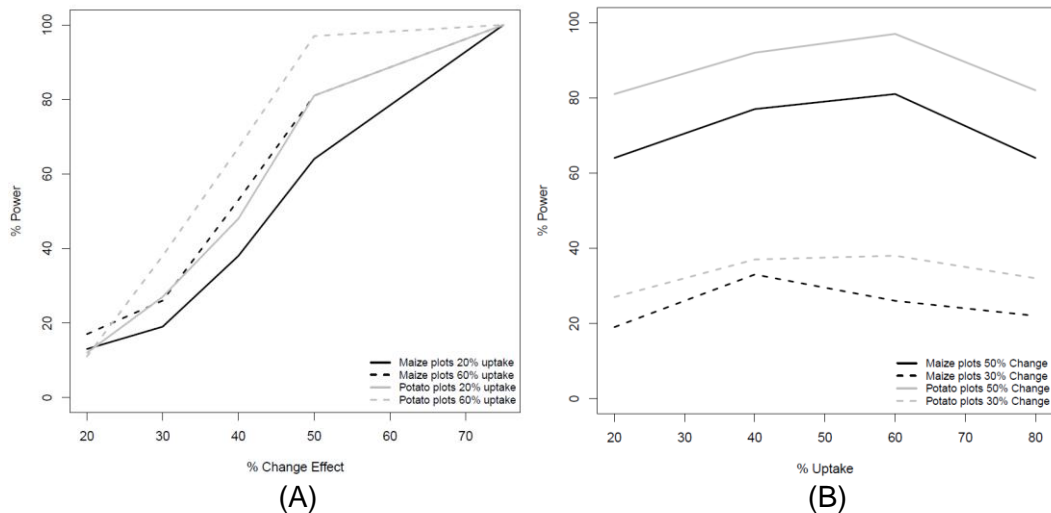 100
80
60
40
20
0
% Power
20 30 40 50 60 70
% Change Effect
Maize plots 20% uptake
Maize plots 60% uptake
Potato plots 20% uptake
Potato plots 60% uptake
(A)
100
80
60
40
20
0
% Power
20 30 40 50 60 70 80
% Uptake
Maize plots 50% Change
Maize plots 30% Change
Potato plots 50% Change
Potato plots 30% Change
(B)